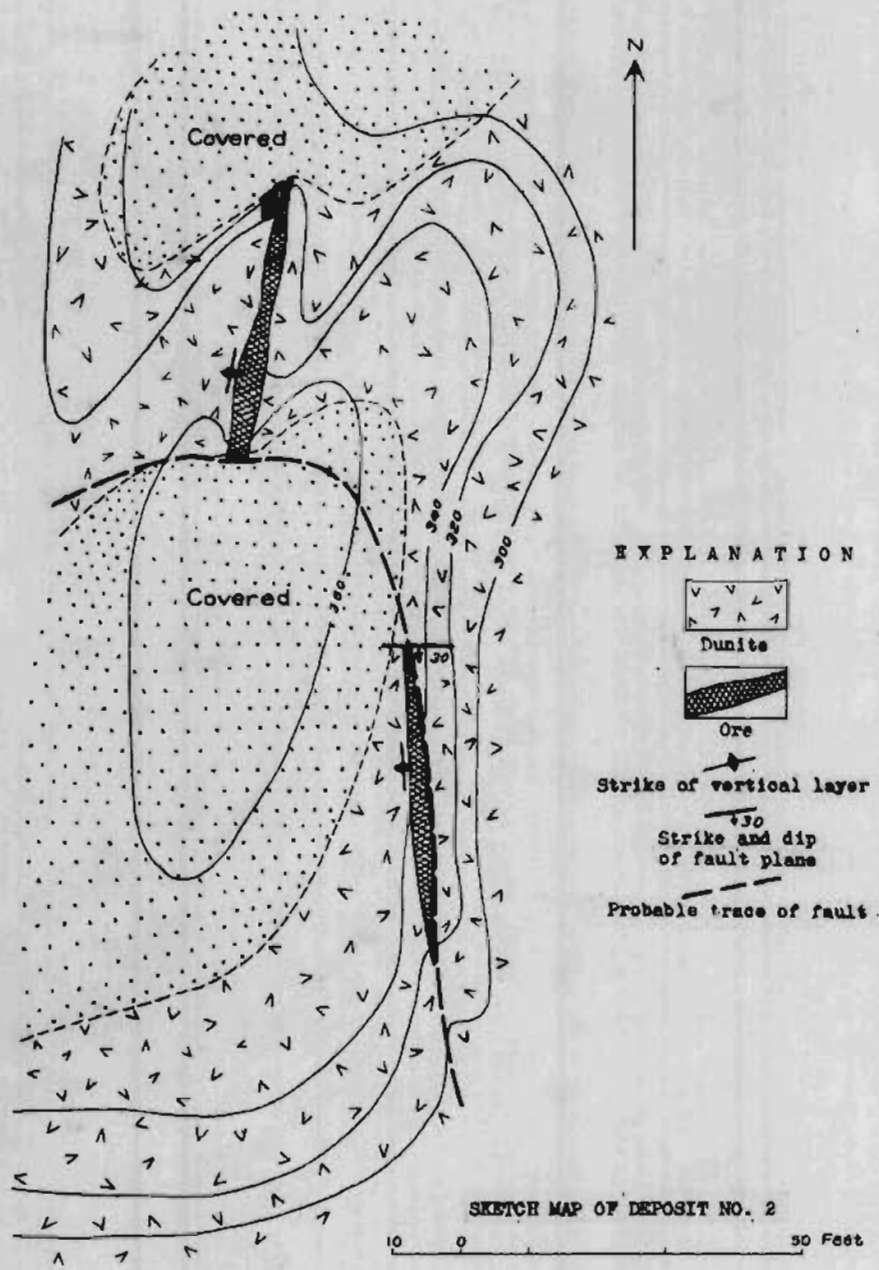 N
Covered
Covered
360
340
320
300
30
EXPLANATION
Dunite
Ore
Strike of vertical layer
30
Strike and dip
of fault plane
Probable trace of fault
SKETCH MAP OF DEPOSIT NO. 2
10 0 50 Feet